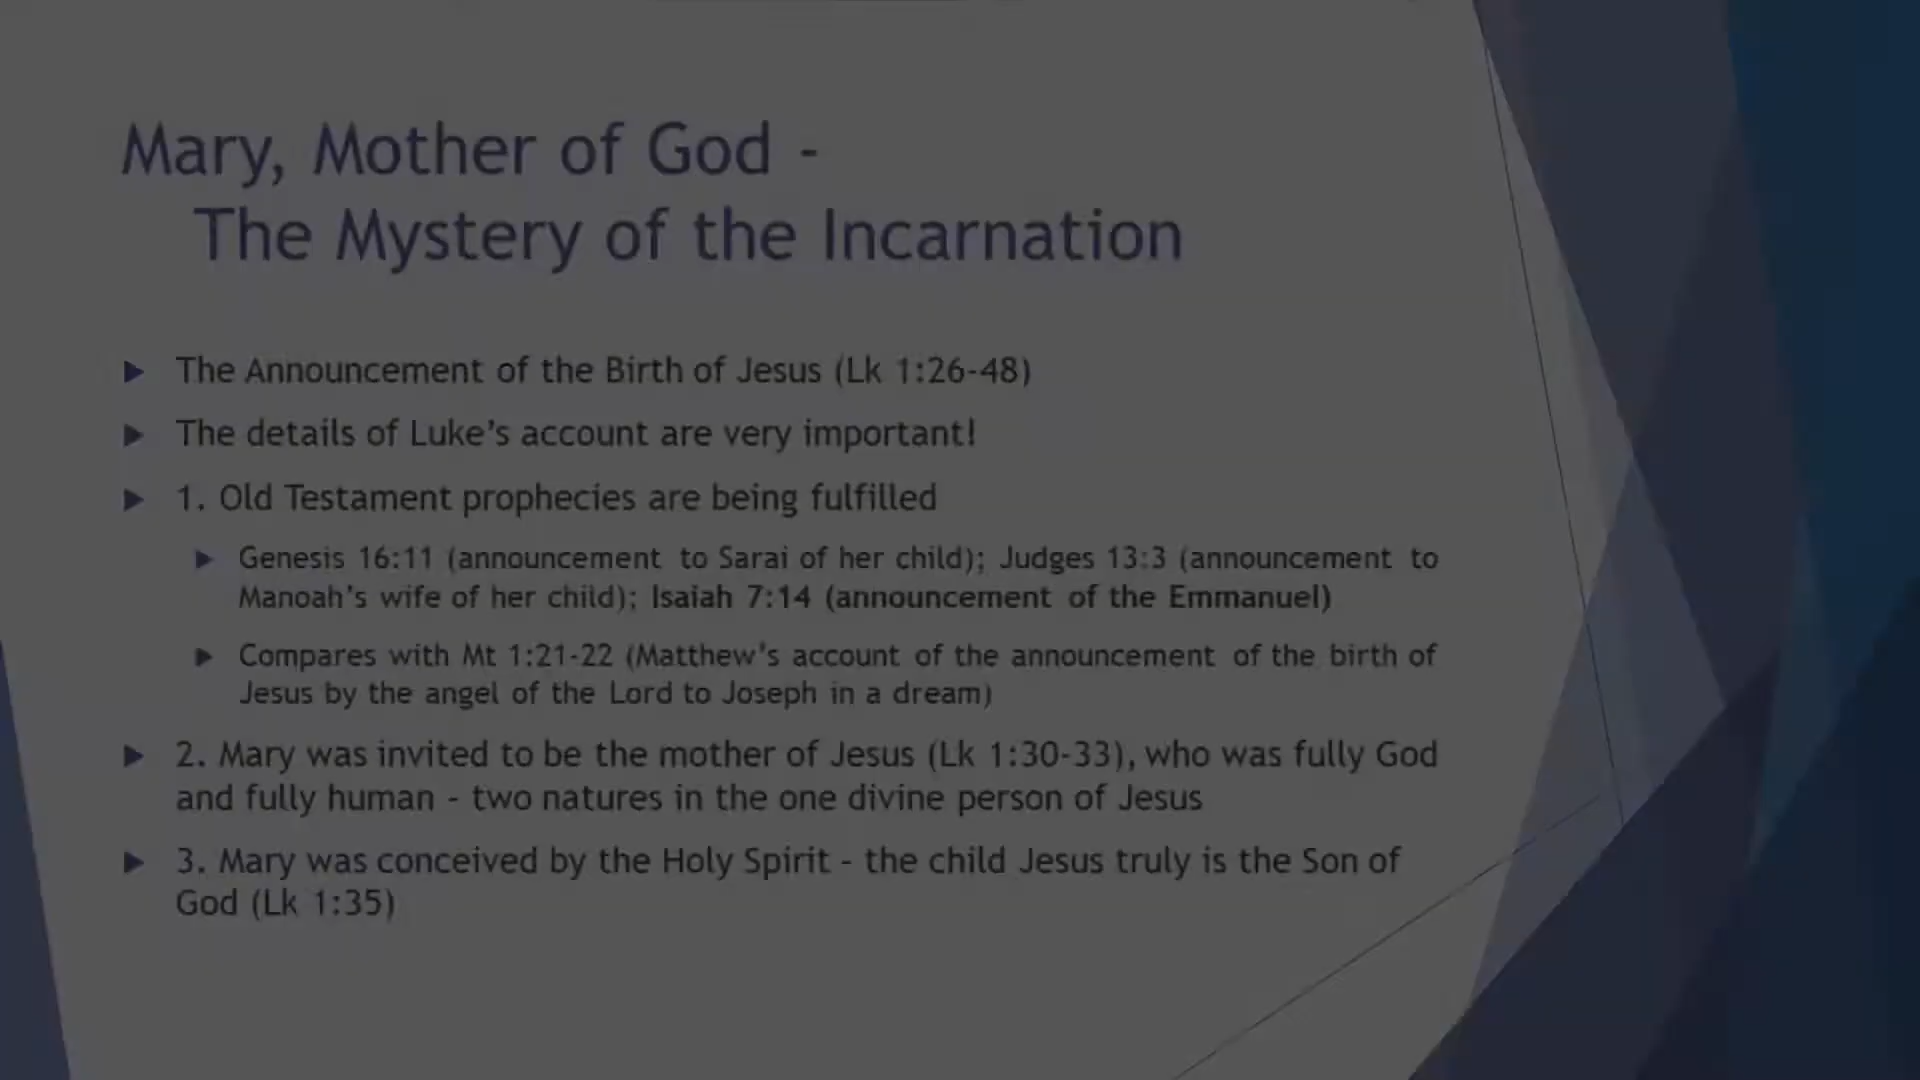 Mary, Mother of God -
The Mystery of the Incarnation
The Announcement of the Birth of Jesus (Lk 1:26-48)
The details of Luke's account are very important!
1. Old Testament prophecies are being fulfilled
Genesis 16:11 (announcement to Sarai of her child); Judges 13:3 (announcement to
Manoah's wife of her child); Isaiah 7:14 (announcement of the Emmanuel)
Compares with Mt 1:21-22 (Matthew's account of the announcement of the birth of
Jesus by the angel of the Lord to Joseph in a dream)
2. Mary was invited to be the mother of Jesus (Lk 1:30-33), who was fully God
and fully human - two natures in the one divine person of Jesus
3. Mary was conceived by the Holy Spirit - the child Jesus truly is the Son of
God (Lk 1:35)